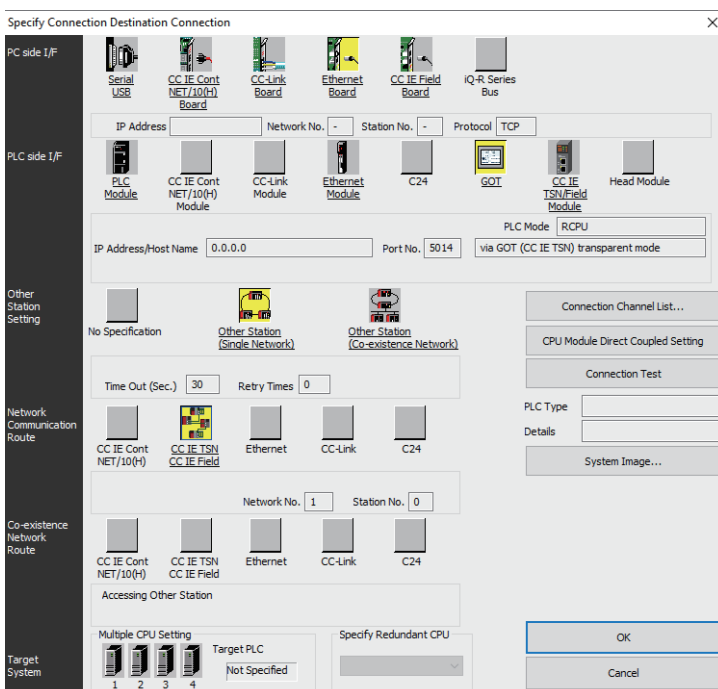 Specify Connection Destination Connection
PC side I/F
Serial
USB
CC IE Cont
NET/10(H)
Board
CC-Link
Board
Ethernet
Board
CC IE Field
Board
iQ-R Series
Bus
IP Address
Network No. -
Station No. -
Protocol TCP
PLC side I/F
PLC
Module
CC IE Cont
NET/10(H)
Module
CC-Link
Module
Ethernet
Module
C24
GOT
CC IE
TSN/Field
Module
Head Module
PLC Mode RCPU
IP Address/Host Name 0.0.0.0
Port No. 5014
via GOT (CC IE TSN) transparent mode
Other
Station
Setting
No Specification
Other Station
(Single Network)
Other Station
(Co-existence Network)
Time Out (Sec.) 30
Retry Times 0
Connection Channel List...
CPU Module Direct Coupled Setting
Connection Test
PLC Type
Details
System Image...
Network
Communication
Route
CC IE Cont
NET/10(H)
CC IE TSN
CC IE Field
Ethernet
CC-Link
C24
Network No. 1
Station No. 0
Co-existence
Network
Route
CC IE Cont
NET/10(H)
CC IE TSN
CC IE Field
Ethernet
CC-Link
C24
Accessing Other Station
Target
System
Multiple CPU Setting
1 2 3 4
Target PLC
Not Specified
Specify Redundant CPU
OK
Cancel